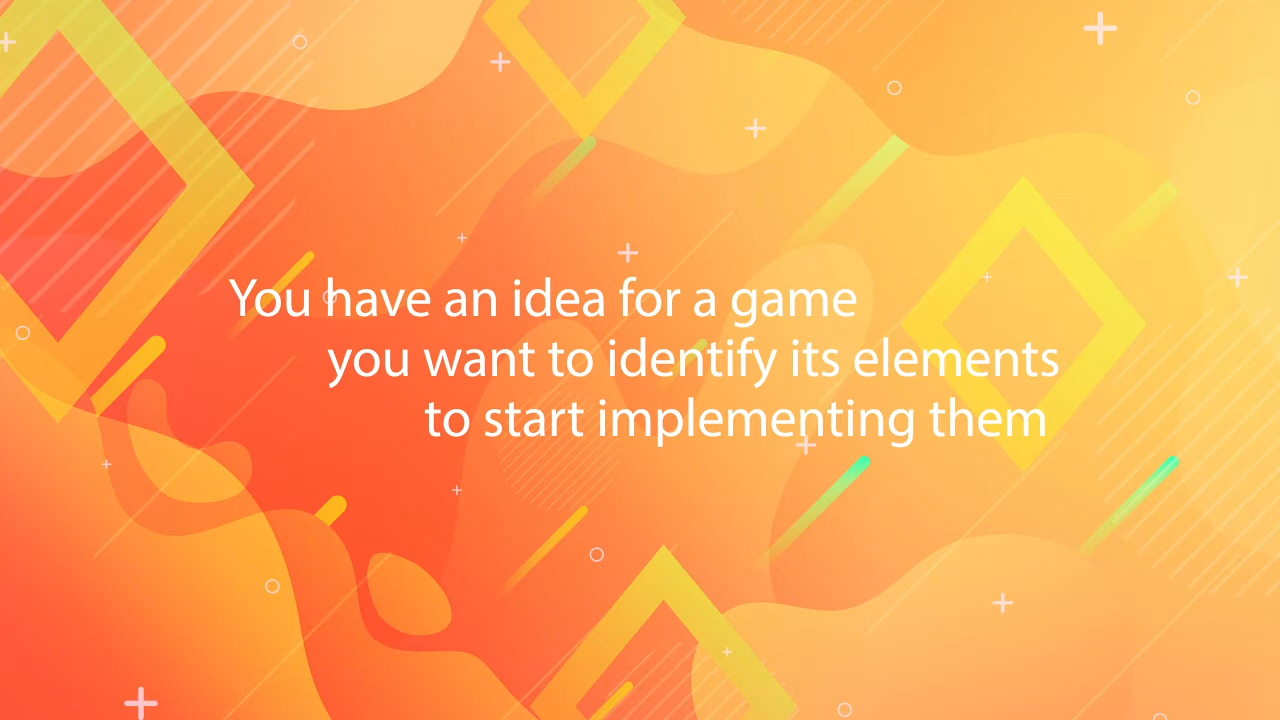 You have an idea for a game
you want to identify its elements
to start implementing them